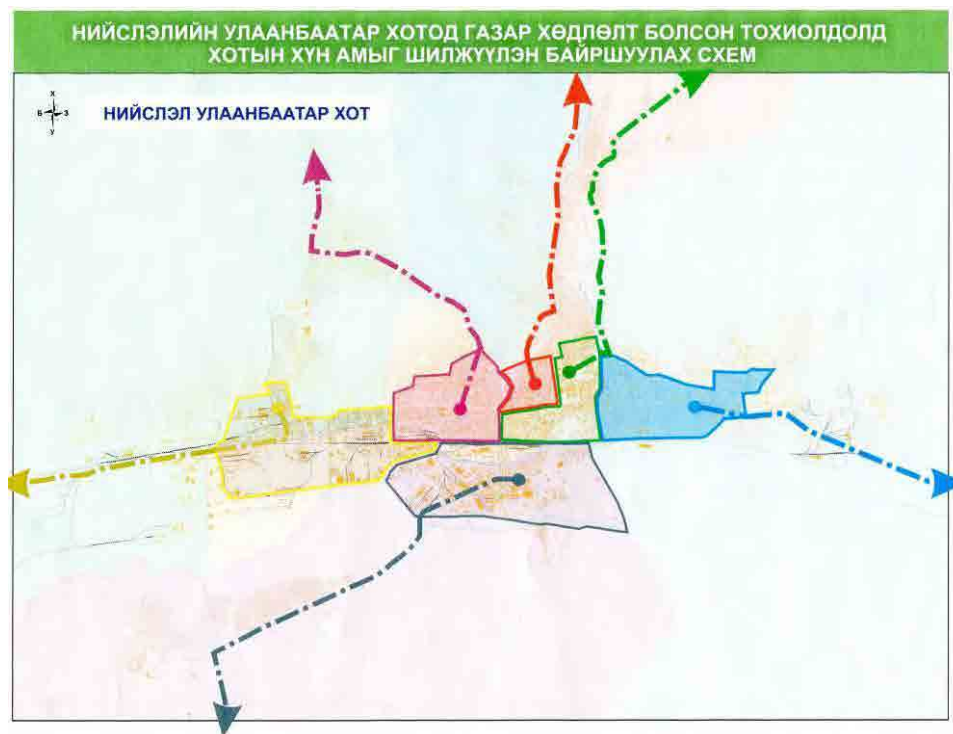 НИЙСЛЭЛИЙН УЛААНБААТАР ХОТОД ГАЗАР ХӨДЛӨЛТ БОЛСОН ТОХИОЛДОЛД
ХОТЫН ХҮН АМЫГ ШИЛЖҮҮЛЭН БАЙРШУУЛАХ СХЕМ
НИЙСЛЭЛ УЛААНБААТАР ХОТ
Х
Б З
У